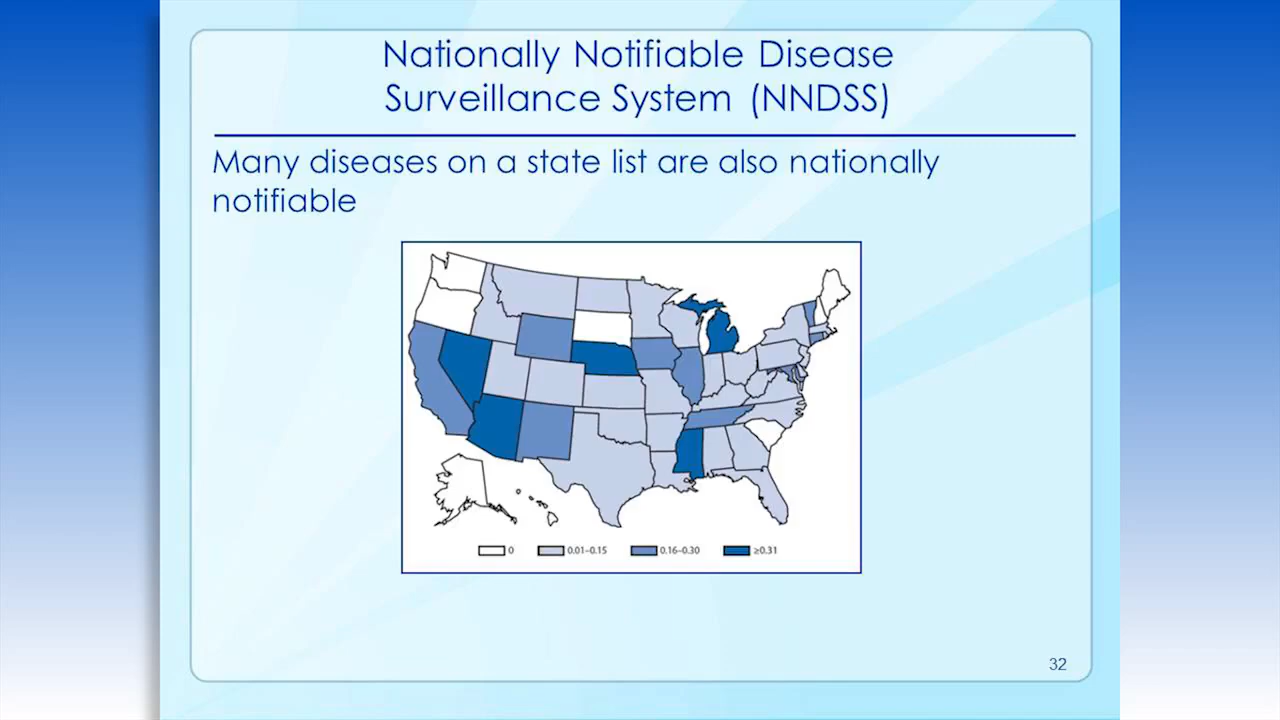 Nationally Notifiable Disease
Surveillance System (NNDSS)
Many diseases on a state list are also nationally
notifiable
0 0.01–0.15 0.16–0.30 ≥0.31
32